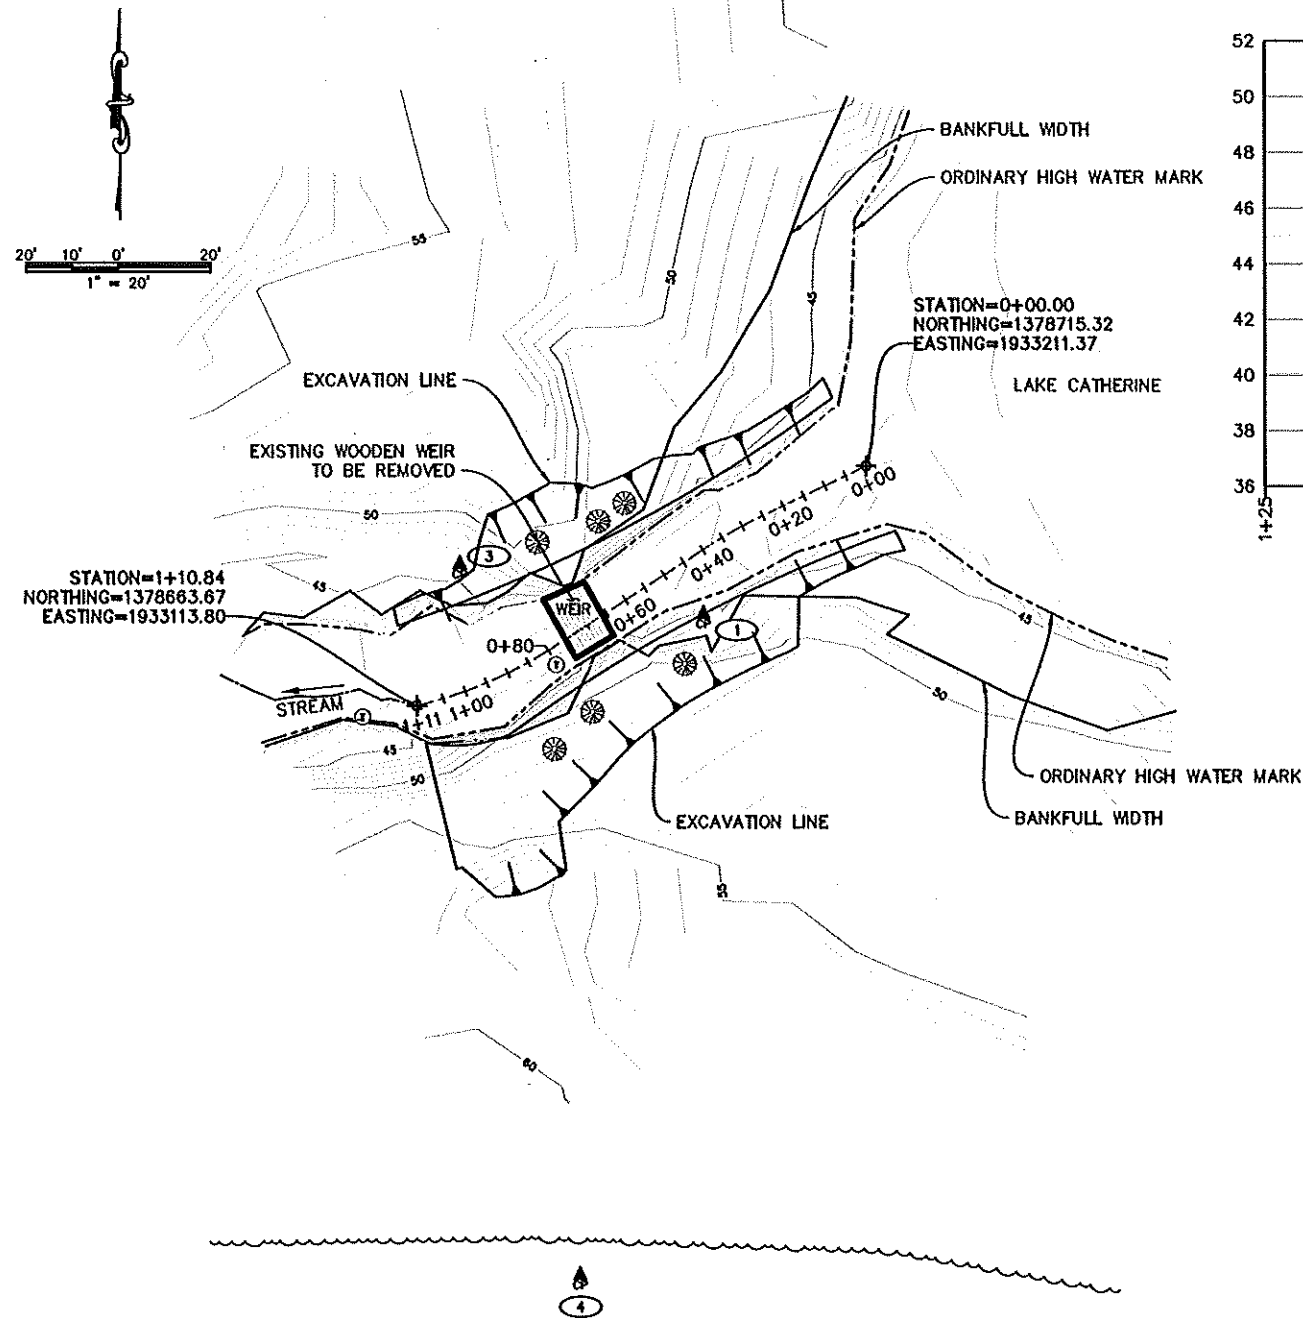 52
50
48
46
44
42
40
38
36
1+25
20' 10' 0' 20'
1" = 20'
BANKFULL WIDTH
ORDINARY HIGH WATER MARK
55
50
45
STATION=0+00.00
NORTHING=1378715.32
EASTING=1933211.37
LAKE CATHERINE
EXCAVATION LINE
EXISTING WOODEN WEIR
TO BE REMOVED
0+00
0+20
0+40
0+60
0+80
1+00
1+11
50
45
3
WEIR
1
STATION=1+10.84
NORTHING=1378663.67
EASTING=1933113.80
STREAM
45
50
45
50
ORDINARY HIGH WATER MARK
BANKFULL WIDTH
EXCAVATION LINE
55
60
4